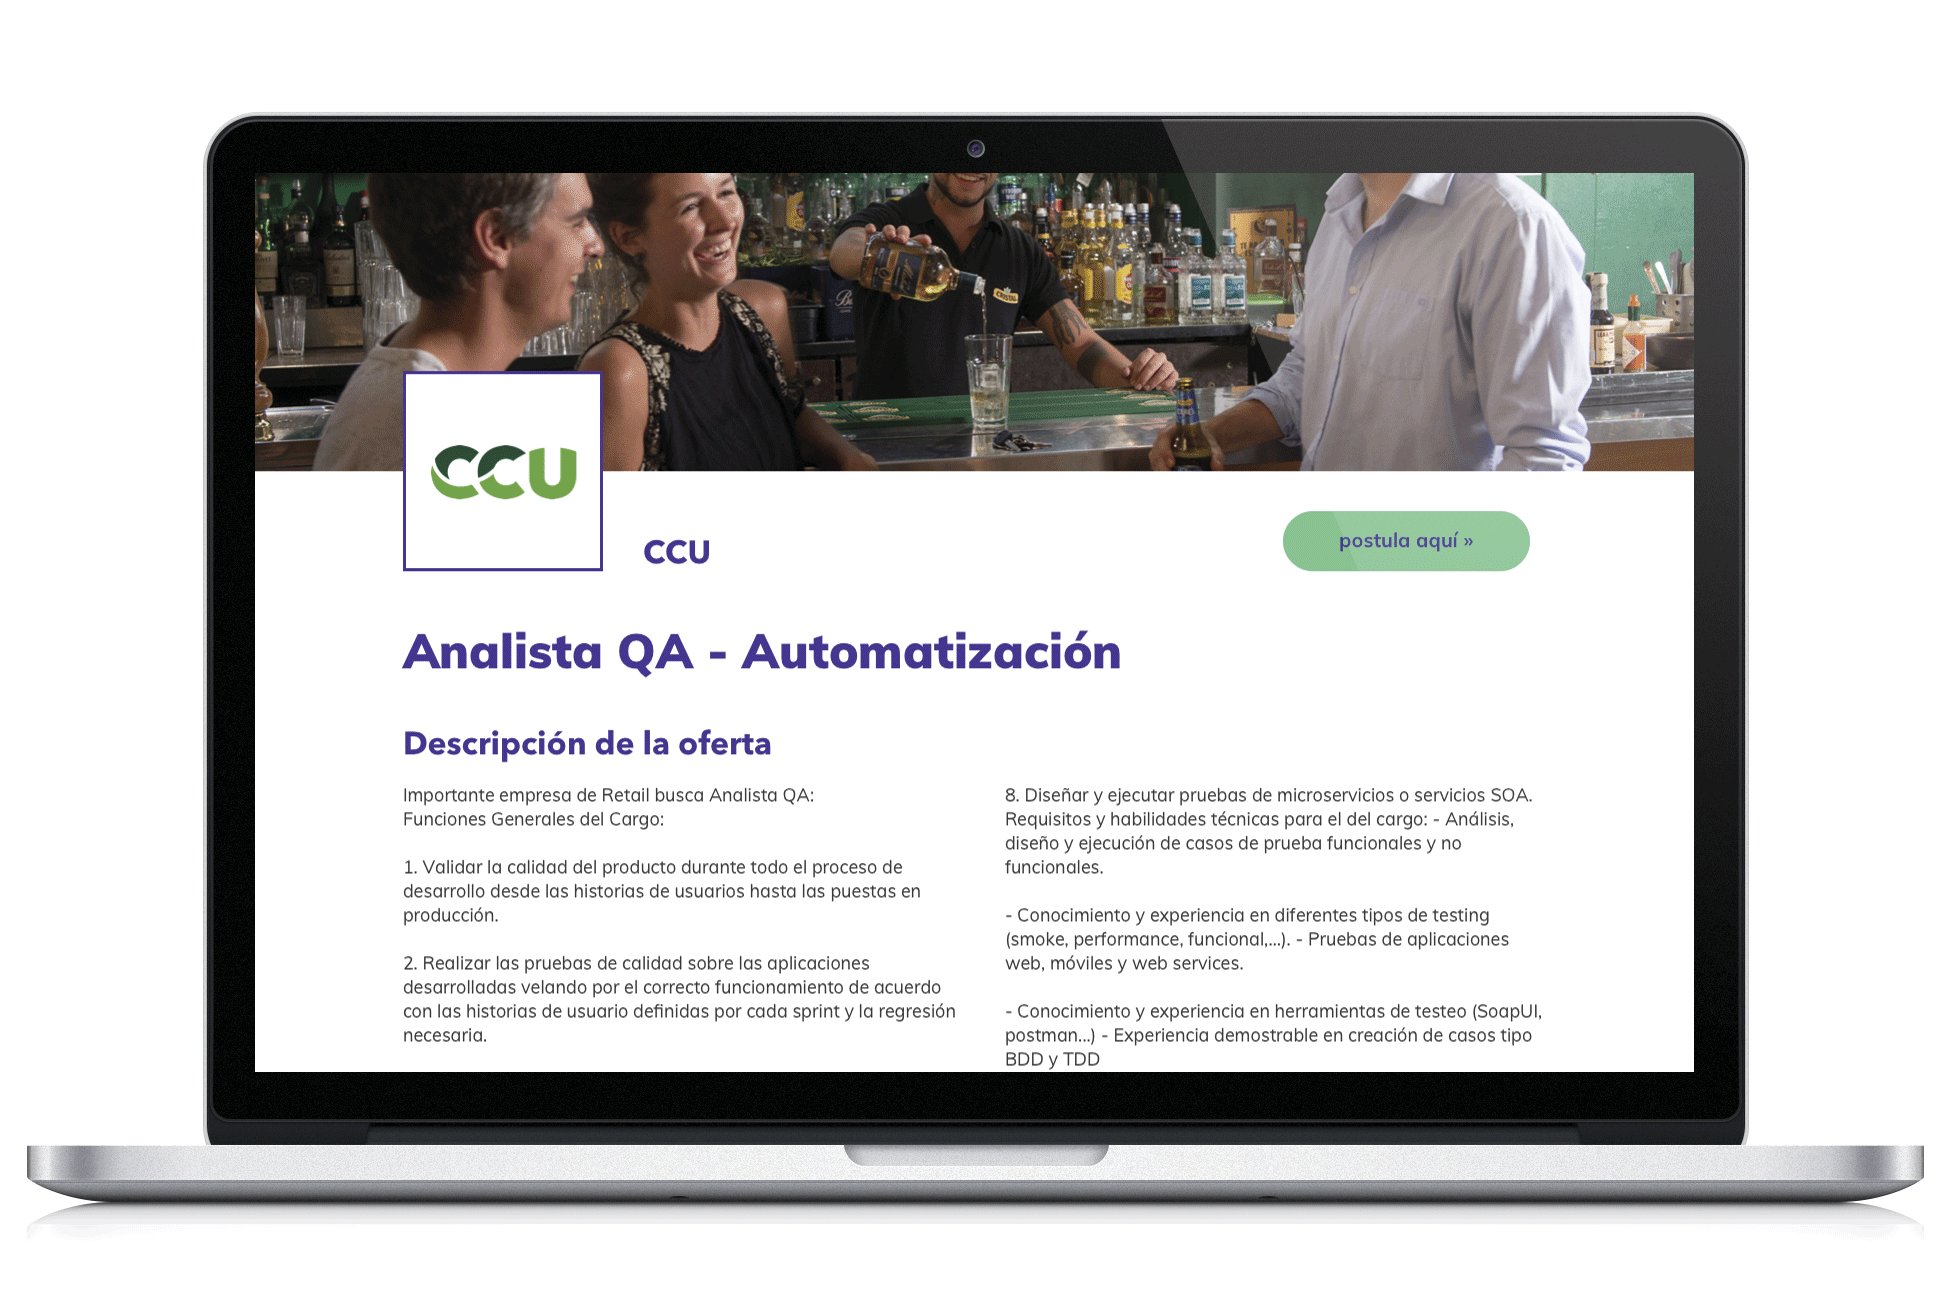 CRISTAL
CCU
CCU
postula aquí »
Analista QA - Automatización
Descripción de la oferta
Importante empresa de Retail busca Analista QA:
Funciones Generales del Cargo:
1. Validar la calidad del producto durante todo el proceso de
desarrollo desde las historias de usuarios hasta las puestas en
producción.
2. Realizar las pruebas de calidad sobre las aplicaciones
desarrolladas velando por el correcto funcionamiento de acuerdo
con las historias de usuario definidas por cada sprint y la regresión
necesaria.
8. Diseñar y ejecutar pruebas de microservicios o servicios SOA.
Requisitos y habilidades técnicas para el del cargo: - Análisis,
diseño y ejecución de casos de prueba funcionales y no
funcionales.
- Conocimiento y experiencia en diferentes tipos de testing
(smoke, performance, funcional,...). - Pruebas de aplicaciones
web, móviles y web services.
- Conocimiento y experiencia en herramientas de testeo (SoapUI,
postman...) - Experiencia demostrable en creación de casos tipo
BDD y TDD